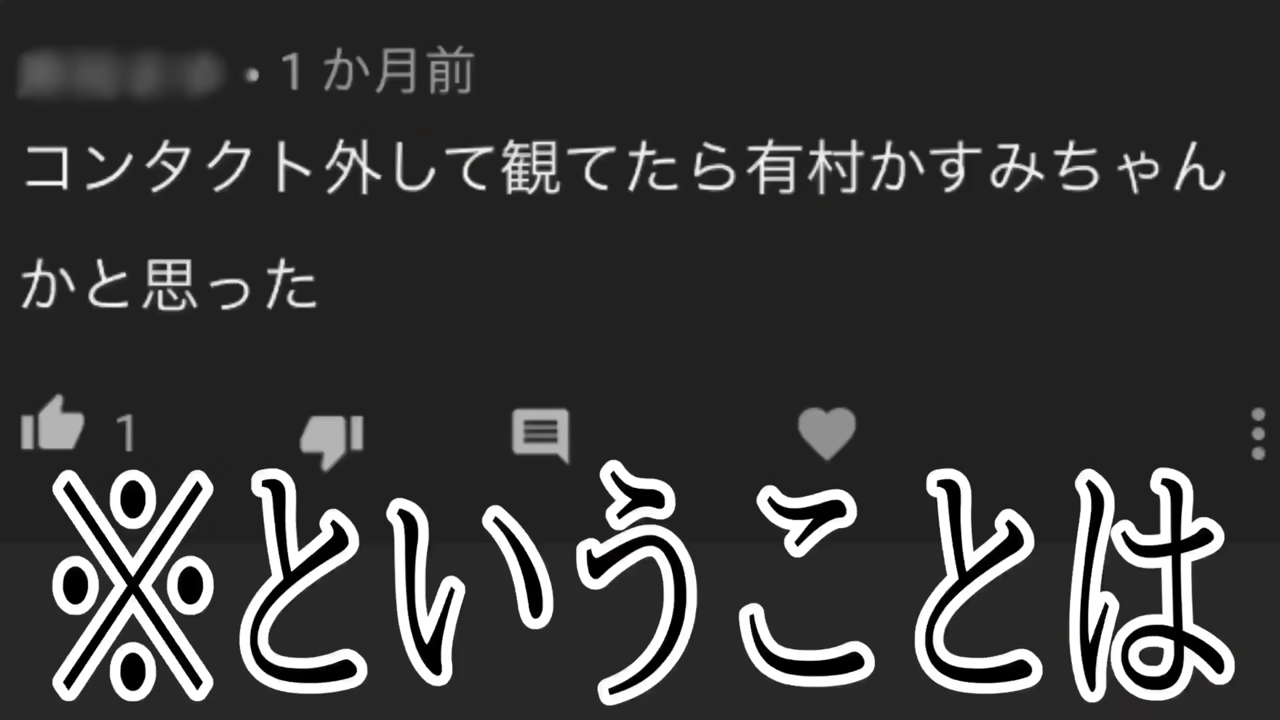 • 1 か月前
コンタクト外して観てたら有村かすみちゃん
かと思った
1
※ということは